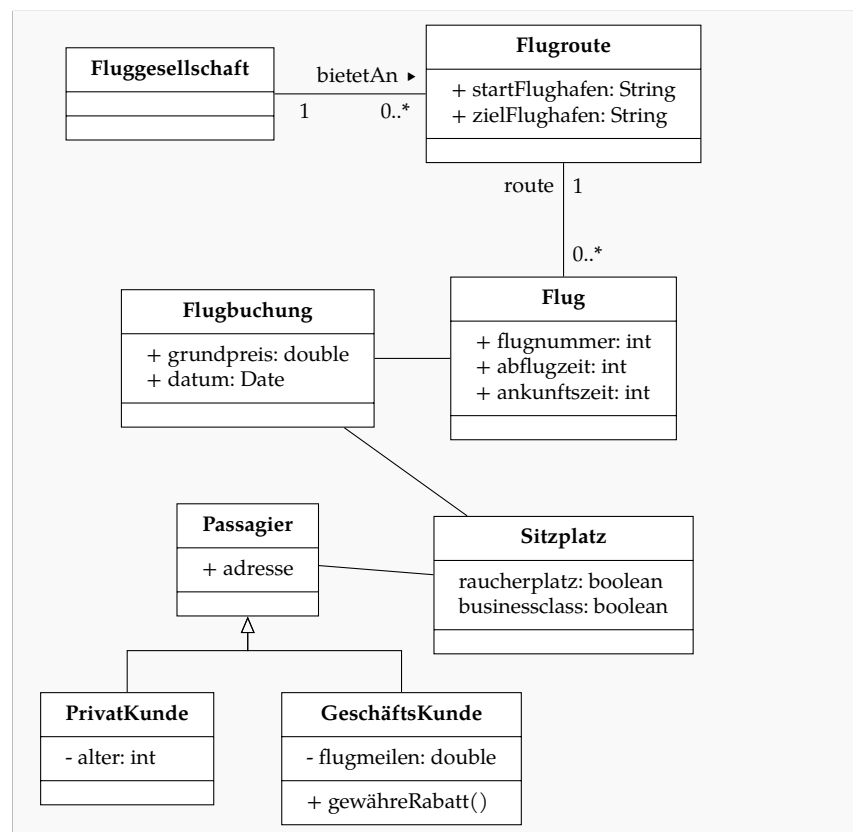 Fluggesellschaft
bietetAn ▸
1
0..*
Flugroute
+ startFlughafen: String
+ zielFlughafen: String
route
1
0..*
Flugbuchung
+ grundpreis: double
+ datum: Date
Flug
+ flugnummer: int
+ abflugzeit: int
+ ankunftszeit: int
Passagier
+ adresse
Sitzplatz
raucherplatz: boolean
businessclass: boolean
PrivatKunde
- alter: int
GeschäftsKunde
- flugmeilen: double
+ gewähreRabatt()